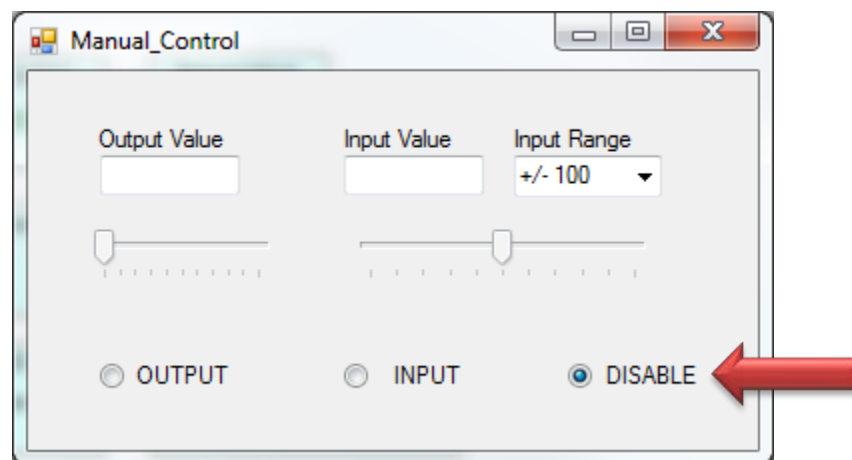 Manual_Control
Output Value
Input Value
Input Range
+/- 100
OUTPUT
INPUT
DISABLE